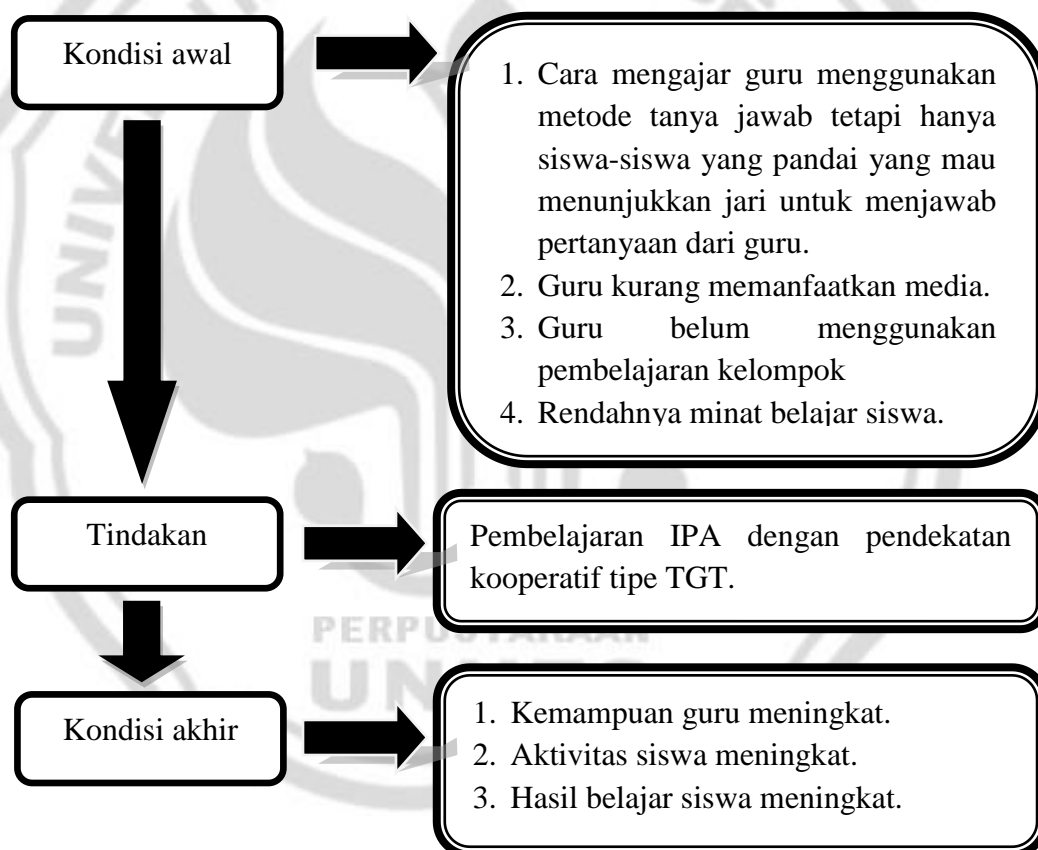 Kondisi awal
1. Cara mengajar guru menggunakan
metode tanya jawab tetapi hanya
siswa-siswa yang pandai yang mau
menunjukkan jari untuk menjawab
pertanyaan dari guru.
2. Guru kurang memanfaatkan media.
3. Guru belum menggunakan
pembelajaran kelompok
4. Rendahnya minat belajar siswa.
Tindakan
Pembelajaran IPA dengan pendekatan
kooperatif tipe TGT.
Kondisi akhir
1. Kemampuan guru meningkat.
2. Aktivitas siswa meningkat.
3. Hasil belajar siswa meningkat.